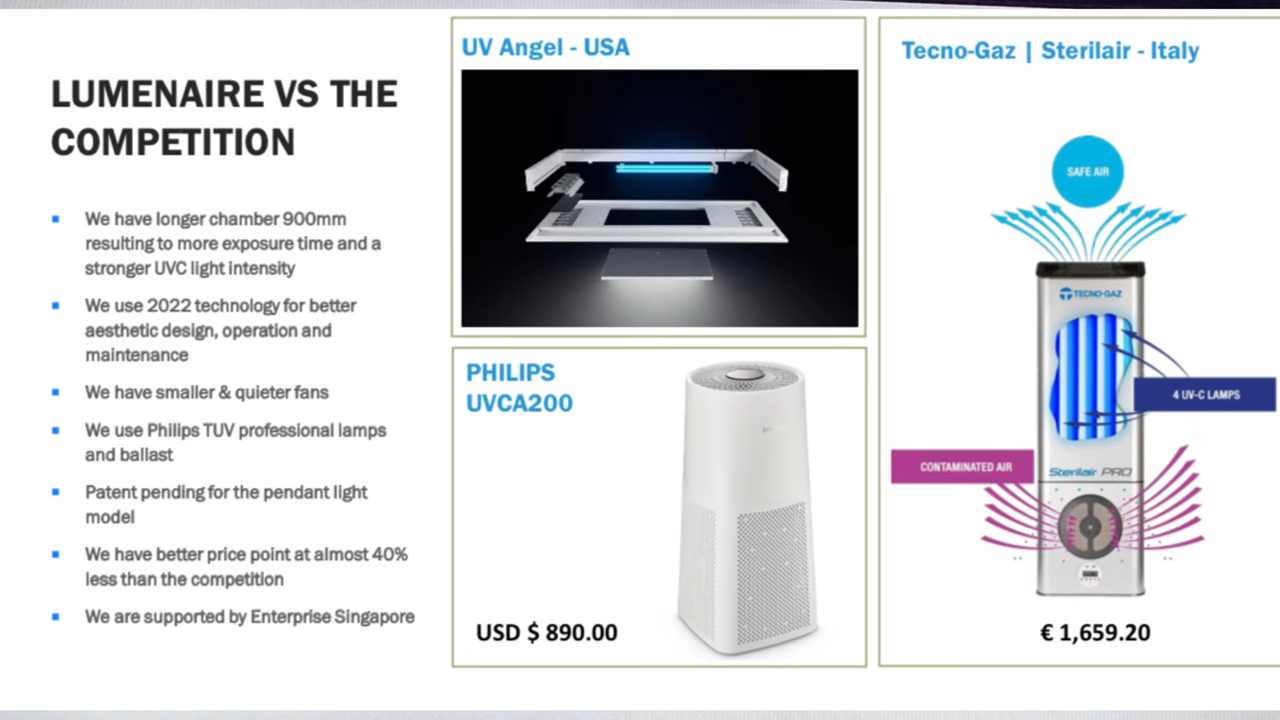 LUMENAIRE VS THE
COMPETITION
We have longer chamber 900mm
resulting to more exposure time and a
stronger UVC light intensity
We use 2022 technology for better
aesthetic design, operation and
maintenance
We have smaller & quieter fans
We use Philips TUV professional lamps
and ballast
Patent pending for the pendant light
model
We have better price point at almost 40%
less than the competition
We are supported by Enterprise Singapore
UV Angel - USA
PHILIPS
UVCA200
USD $ 890.00
Tecno-Gaz | Sterilair - Italy
SAFE AIR
TECNO-GAZ
4 UV-C LAMPS
CONTAMINATED AIR
Sterilair PRO
€ 1,659.20